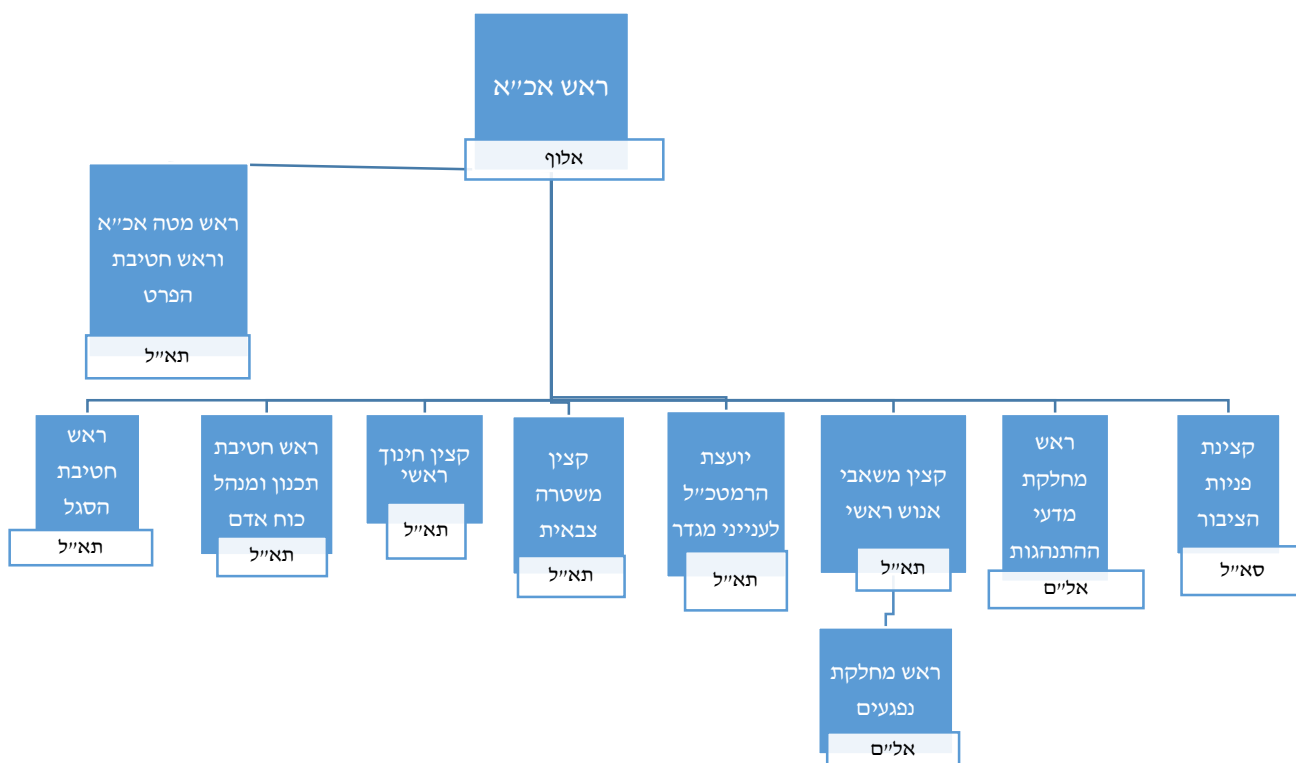 ראש אכ״א
אלוף
ראש מטה אכ״א
וראש חטיבת
הפרט
תא״ל
קצינת
פניות
הציבור
סא״ל
ראש
מחלקת
מדעי
ההתנהגות
אל״ם
קצין משאבי
אנוש ראשי
תא״ל
ראש מחלקת
נפגעים
אל״ם
יועצת
הרמטכ״ל
לענייני מגדר
תא״ל
קצין
משטרה
צבאית
תא״ל
קצין חינוך
ראשי
תא״ל
ראש חטיבת
תכנון ומנהל
כוח אדם
תא״ל
ראש
חטיבת
הסגל
תא״ל